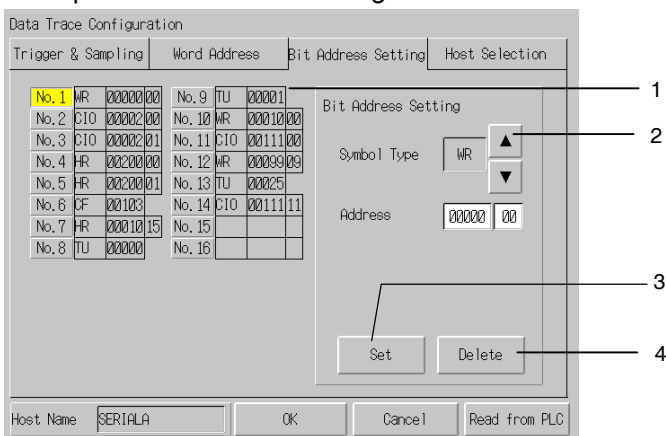 Data Trace Configuration
Trigger & Sampling Word Address Bit Address Setting Host Selection
No. 1 WR 00000 00
No. 2 CIO 00002 00
No. 3 CIO 00002 01
No. 4 HR 00200 00
No. 5 HR 00200 01
No. 6 CF 00103
No. 7 HR 00010 15
No. 8 TU 00000
No. 9 TU 00001
No. 10 WR 00010 00
No. 11 CIO 00111 00
No. 12 WR 00099 09
No. 13 TU 00025
No. 14 CIO 00111 11
No. 15
No. 16
Bit Address Setting
Symbol Type WR ▲
▼
Address 00000 00
Set Delete
1
2
3
4
Host Name SERIALA OK Cancel Read from PLC